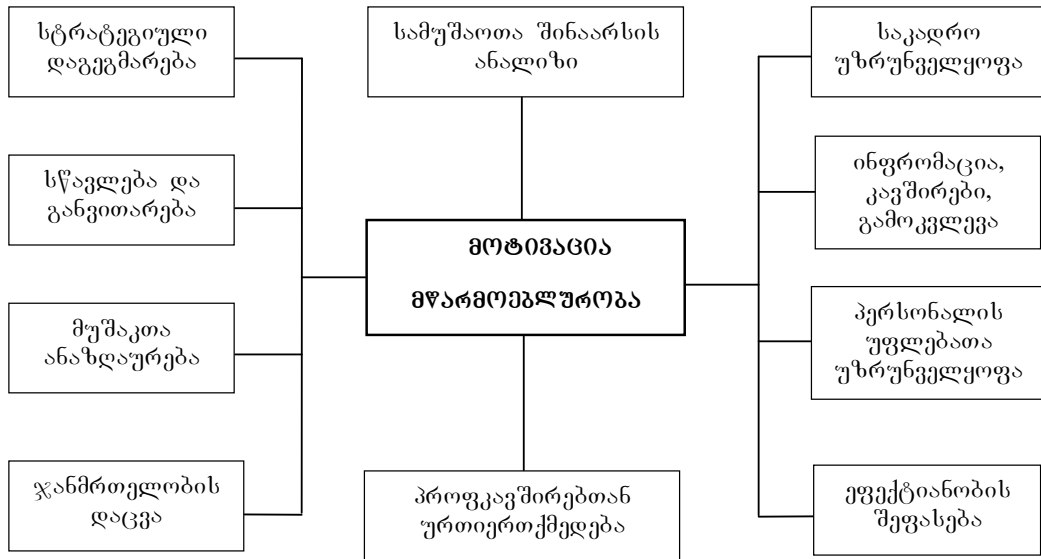 სტრატეგიული
დაგეგმარება
სამუშაოთა შინაარსის
ანალიზი
საკადრო
უზრუნველყოფა
სწავლება და
განვითარება
ინფრომაცია,
კავშირები,
გამოკვლევა
მოტივაცია
მწარმოებლურობა
მუშაკთა
ანაზღაურება
პერსონალის
უფლებათა
უზრუნველყოფა
ჯანმრთელობის
დაცვა
პროფკავშირებთან
ურთიერთქმედება
ეფექტიანობის
შეფასება